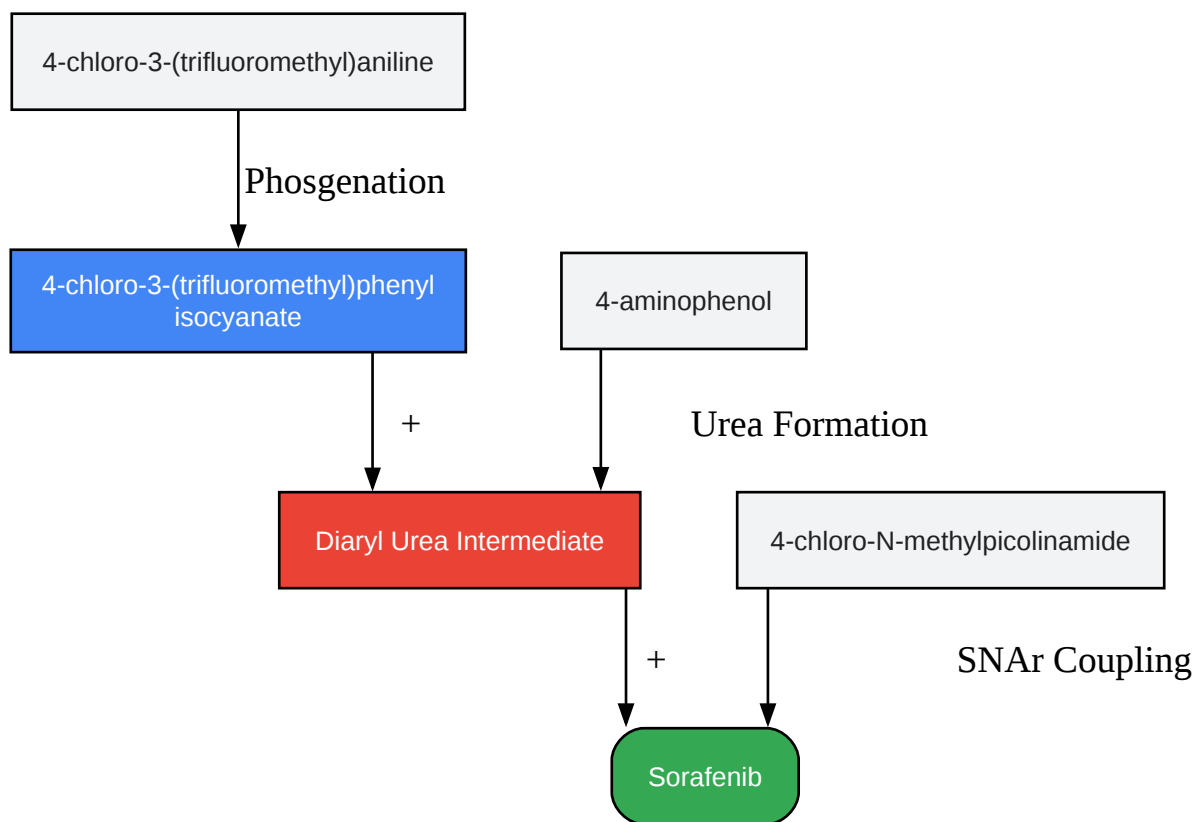 4-chloro-3-(trifluoromethyl)aniline
Phosgenation
4-chloro-3-(trifluoromethyl)phenyl
isocyanate
4-aminophenol
+
Urea Formation
Diaryl Urea Intermediate
4-chloro-N-methylpicolinamide
+
SNAr Coupling
Sorafenib